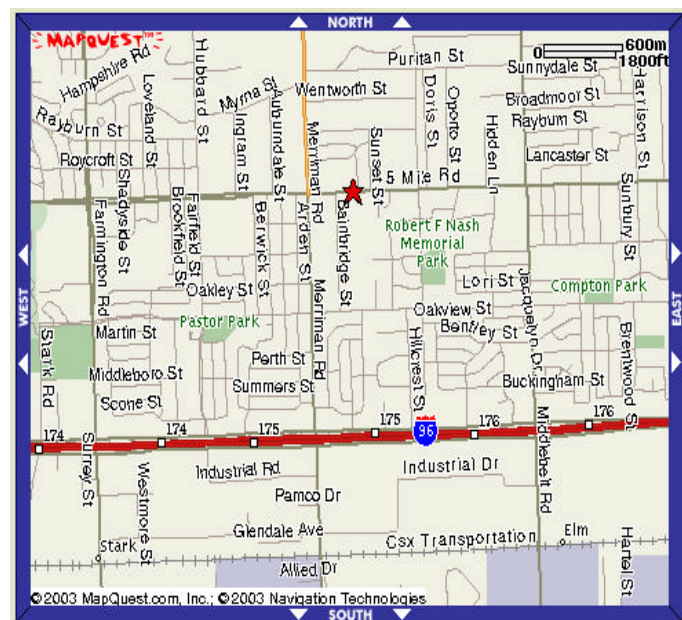 NORTH
MAPQUEST™
0 600m
1800ft
Hampshire Rd
Hubbard St
Puritan St
Sunnydale St
Loveland St
Myrna St
Auburndale St
Wentworth St
Doris St
Oporto St
Broadmoor St
Harrison St
Rayburn St
Ingram St
Merriman Rd
Sunset St
Hidden Ln
Rayburn St
Roycroft St
Lancaster St
5 Mile Rd
Shadyside St
Farmington Rd
Brookfield St
Fairfield St
Berwick St
Arden St
Bainbridge St
Robert F Nash
Memorial
Park
Sunbury St
WEST
EAST
Oakley St
Lori St
Compton Park
Merriman Rd
Jacquelyn Dr
Pastor Park
Oakview St
Martin St
Bentley St
Stark Rd
Hillcrest St
Brentwood St
Perth St
Middleboro St
Summers St
Buckingham St
Scone St
174
174
175
175
96
176
176
Surrey St
Westmore St
Industrial Rd
Industrial Dr
Middlebelt Rd
Pamco Dr
Glendale Ave
Csx Transportation
Elm
Stark
Allied Dr
Harrel St
©2003 MapQuest.com, Inc.; ©2003 Navigation Technologies
SOUTH